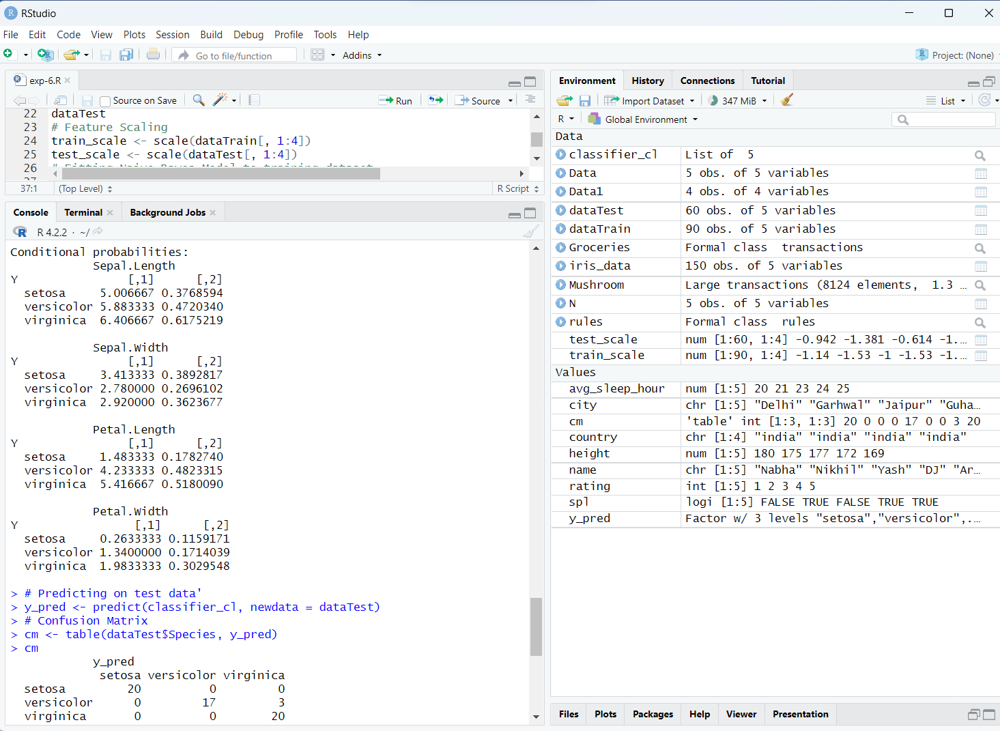 RStudio
File Edit Code View Plots Session Build Debug Profile Tools Help
Go to file/function Addins Project: (None)
exp-6.R
Source on Save Run Source
22 dataTest
23 # Feature Scaling
24 train_scale <- scale(dataTrain[, 1:4])
25 test_scale <- scale(dataTest[, 1:4])
26 # Fitting Naive Bayes Model to training dataset
27
37:1 (Top Level) R Script
Console Terminal Background Jobs
R 4.2.2 · ~/
Conditional probabilities:
Sepal.Length
Y [,1] [,2]
setosa 5.006667 0.3768594
versicolor 5.883333 0.4720340
virginica 6.406667 0.6175219
Sepal.Width
Y [,1] [,2]
setosa 3.413333 0.3892817
versicolor 2.780000 0.2696102
virginica 2.920000 0.3623677
Petal.Length
Y [,1] [,2]
setosa 1.483333 0.1782740
versicolor 4.233333 0.4823315
virginica 5.416667 0.5180090
Petal.Width
Y [,1] [,2]
setosa 0.2633333 0.1159171
versicolor 1.3400000 0.1714039
virginica 1.9833333 0.3029548
> # Predicting on test data'
> y_pred <- predict(classifier_cl, newdata = dataTest)
> # Confusion Matrix
> cm <- table(dataTest$Species, y_pred)
> cm
y_pred
setosa versicolor virginica
setosa 20 0 0
versicolor 0 17 3
virginica 0 0 20
Environment History Connections Tutorial
Import Dataset 347 MiB List
R Global Environment
Data
classifier_cl List of 5
Data 5 obs. of 5 variables
Data1 4 obs. of 4 variables
dataTest 60 obs. of 5 variables
dataTrain 90 obs. of 5 variables
Groceries Formal class transactions
iris_data 150 obs. of 5 variables
Mushroom Large transactions (8124 elements, 1.3 …
N 5 obs. of 5 variables
rules Formal class rules
test_scale num [1:60, 1:4] -0.942 -1.381 -0.614 -1.…
train_scale num [1:90, 1:4] -1.14 -1.53 -1 -1.53 -1.…
Values
avg_sleep_hour num [1:5] 20 21 23 24 25
city chr [1:5] "Delhi" "Garhwal" "Jaipur" "Guha…
cm 'table' int [1:3, 1:3] 20 0 0 0 17 0 0 3 20
country chr [1:4] "india" "india" "india" "india"
height num [1:5] 180 175 177 172 169
name chr [1:5] "Nabha" "Nikhil" "Yash" "DJ" "Ar…
rating int [1:5] 1 2 3 4 5
spl logi [1:5] FALSE TRUE FALSE TRUE TRUE
y_pred Factor w/ 3 levels "setosa","versicolor",.…
Files Plots Packages Help Viewer Presentation